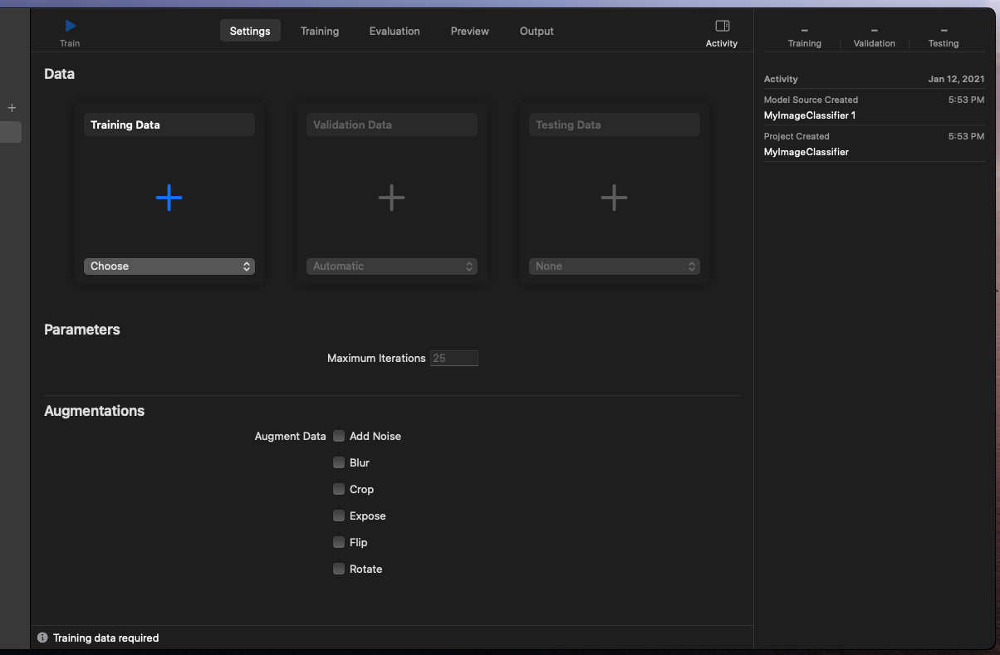 Train
Settings
Training
Evaluation
Preview
Output
Activity
Training
Validation
Testing
Data
Training Data
Choose
Validation Data
Automatic
Testing Data
None
Parameters
Maximum Iterations 25
Augmentations
Augment Data
Add Noise
Blur
Crop
Expose
Flip
Rotate
Training data required
Activity Jan 12, 2021
Model Source Created 5:53 PM
MyImageClassifier 1
Project Created 5:53 PM
MyImageClassifier